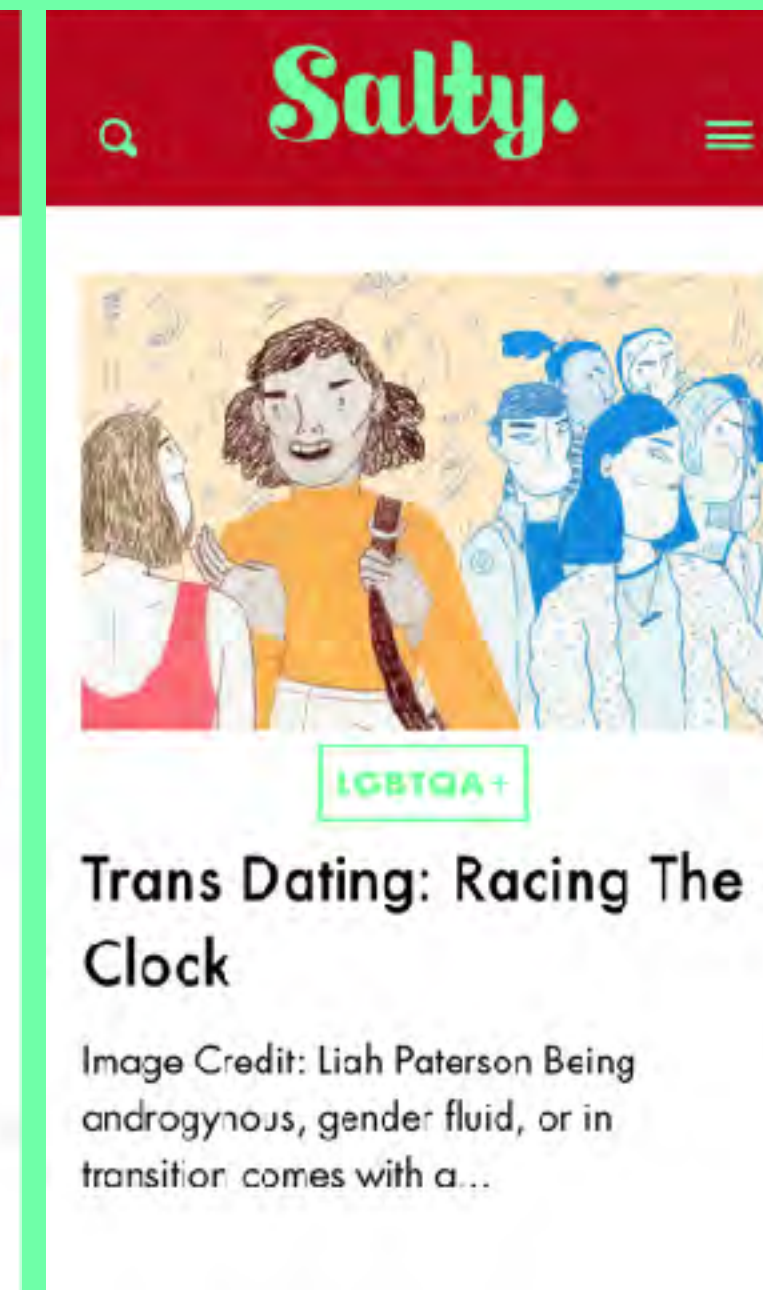 Salty.
LGBTQA+
Trans Dating: Racing The
Clock
Image Credit: Liah Paterson Being
androgynous, gender fluid, or in
transition comes with a...